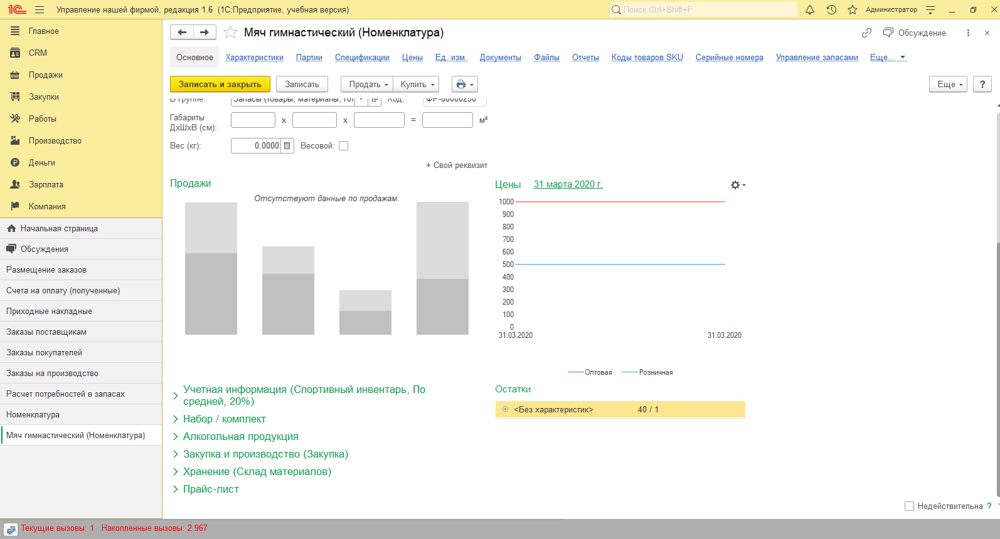 1С Управление нашей фирмой, редакция 1.6 (1С:Предприятие, учебная версия) Поиск Ctrl+Shift+F Администратор
Главное
CRM
Продажи
Закупки
Работы
Производство
Деньги
Зарплата
Компания
Начальная страница
Обсуждения
Размещение заказов
Счета на оплату (полученные)
Приходные накладные
Заказы поставщикам
Заказы покупателей
Заказы на производство
Расчет потребностей в запасах
Номенклатура
Мяч гимнастический (Номенклатура)
Мяч гимнастический (Номенклатура) Обсуждение
Основное Характеристики Партии Спецификации Цены Ед. изм. Документы Файлы Отчеты Коды товаров SKU Серийные номера Управление запасами Еще...
Записать и закрыть Записать Продать Купить Еще ?
В группе: Запасы (товары, материалы, гот Код: ФР-00000250
Габариты
ДхШхВ (см): х х = м³
Вес (кг): 0,0000 Весовой:
+ Свой реквизит
Продажи
Отсутствуют данные по продажам.
Цены 31 марта 2020 г.
1000
900
800
700
600
500
400
300
200
100
0
31.03.2020 31.03.2020
Оптовая Розничная
Учетная информация (Спортивный инвентарь, По
средней, 20%)
Набор / комплект
Алкогольная продукция
Закупка и производство (Закупка)
Хранение (Склад материалов)
Прайс-лист
Остатки
<Без характеристик> 40 / 1
Недействительна ?
Текущие вызовы: 1 Накопленные вызовы: 2 967